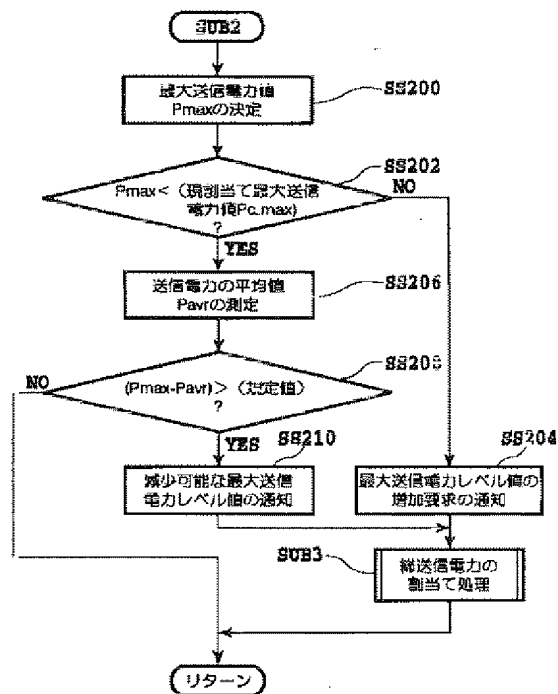 SUB2
最大送信電力値
Pmaxの決定
SS200
SS202
Pmax<（現割当て最大送信
電力値Pc.max)
?
NO
YES
送信電力の平均値
Pavrの測定
SS206
SS208
NO
(Pmax-Pavr)>（規定値）
?
YES
SS210
SS204
減少可能な最大送信
電力レベル値の通知
最大送信電力レベル値の
増加要求の通知
SUB3
総送信電力の
割当て処理
リターン